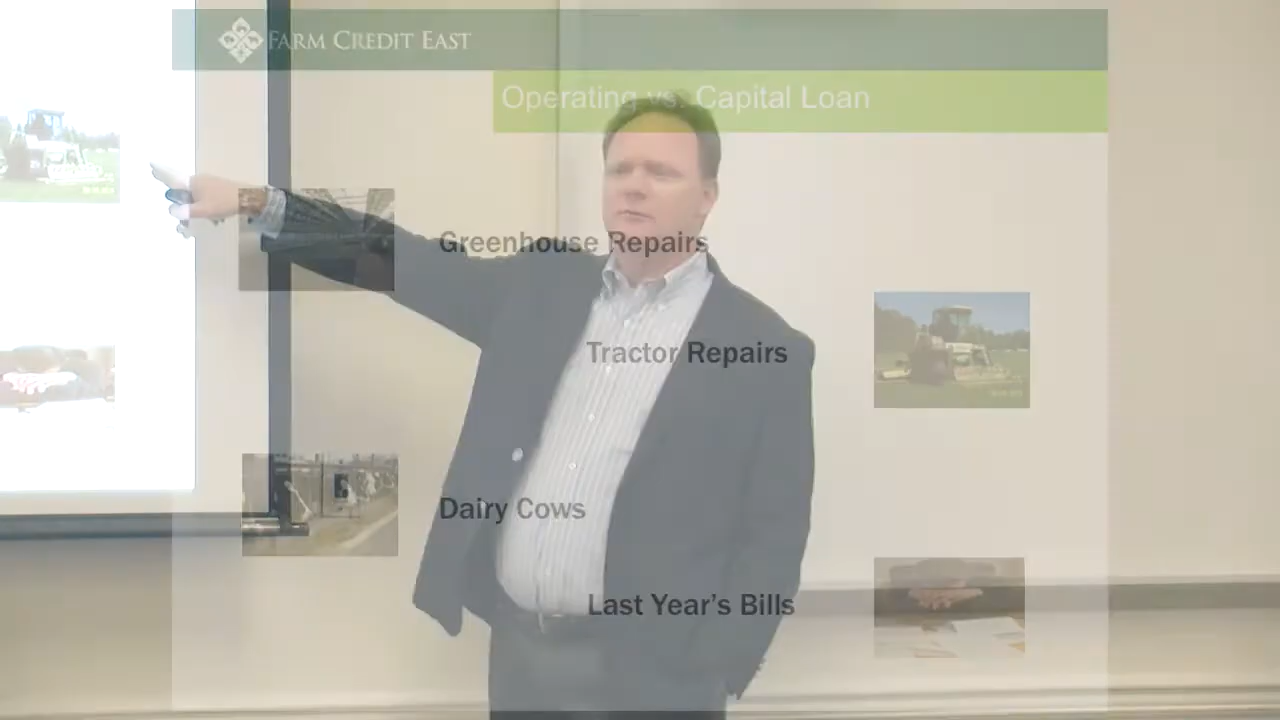 FARM CREDIT EAST
Operating vs. Capital Loan
Greenhouse Repairs
Tractor Repairs
Dairy Cows
Last Year’s Bills